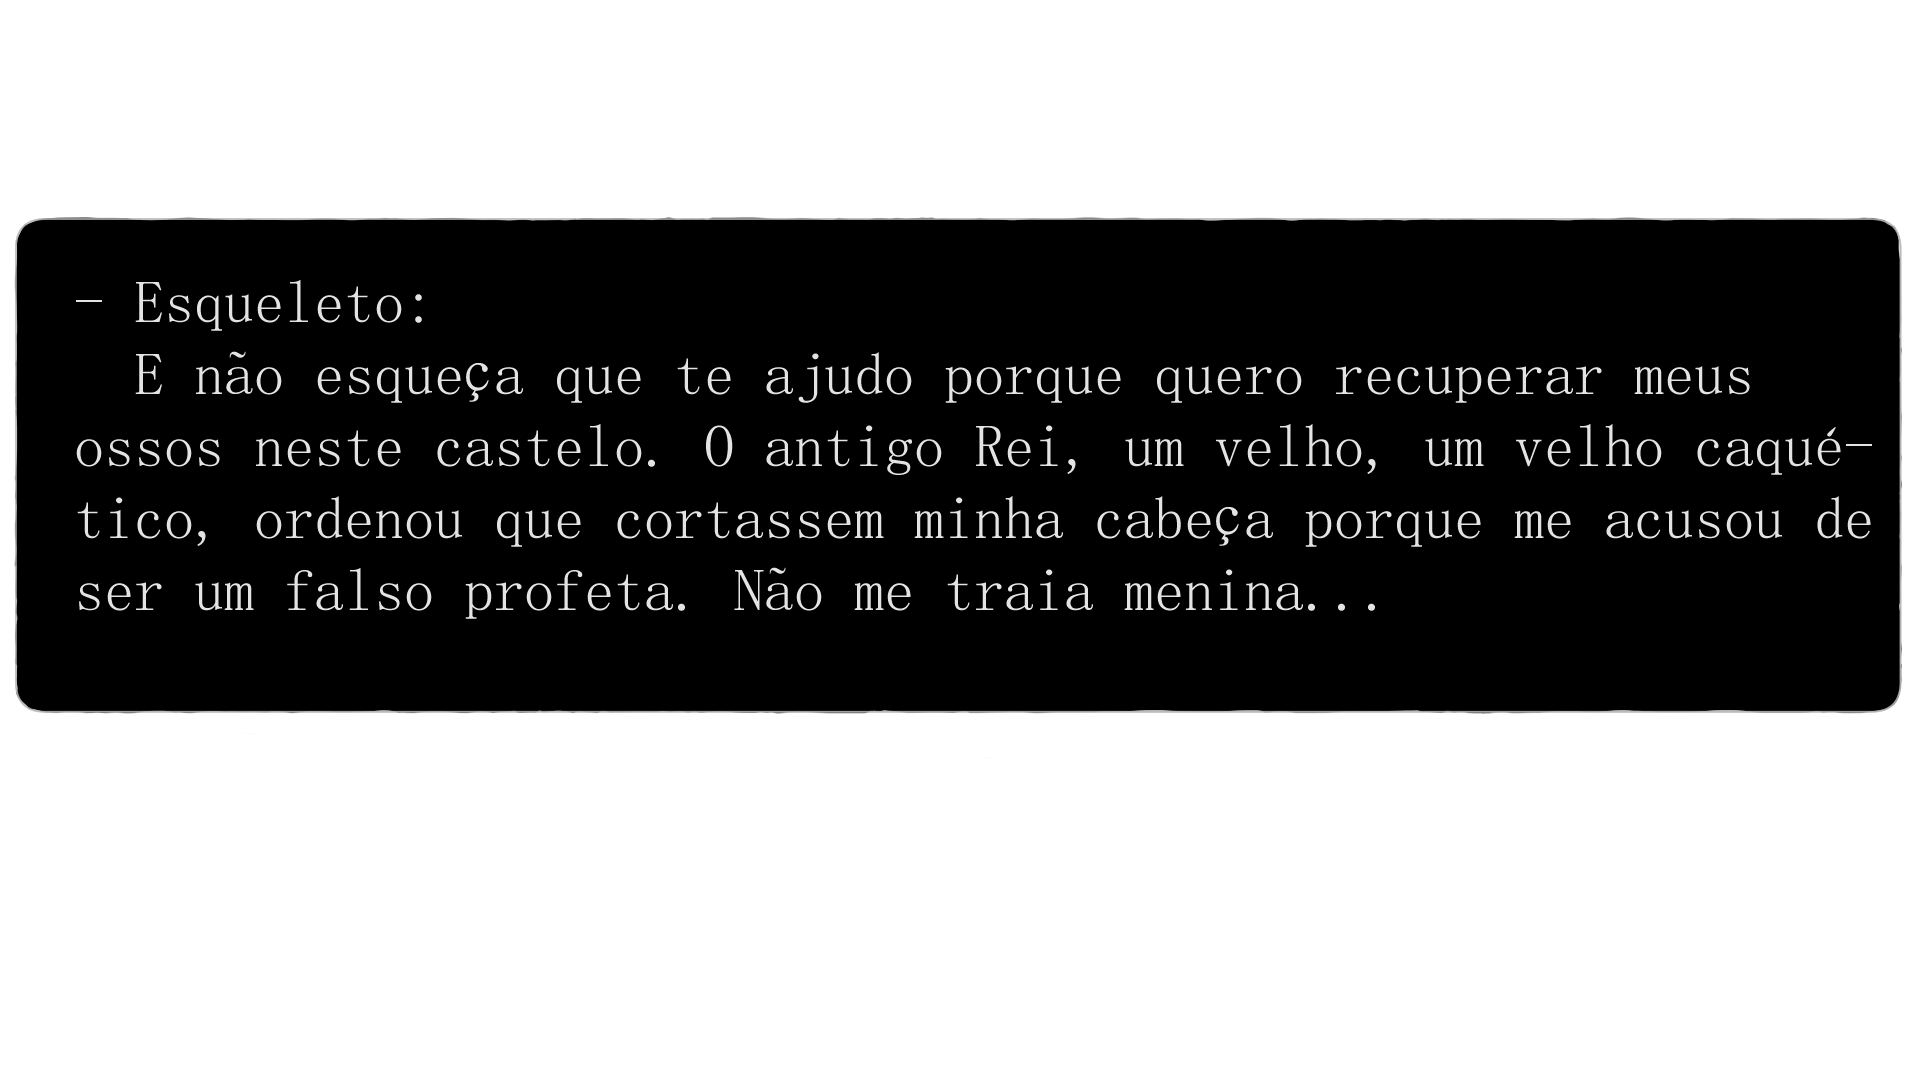 - Esqueleto:
E não esqueça que te ajudo porque quero recuperar meus
ossos neste castelo. O antigo Rei, um velho, um velho caqué-
tico, ordenou que cortassem minha cabeça porque me acusou de
ser um falso profeta. Não me traia menina...